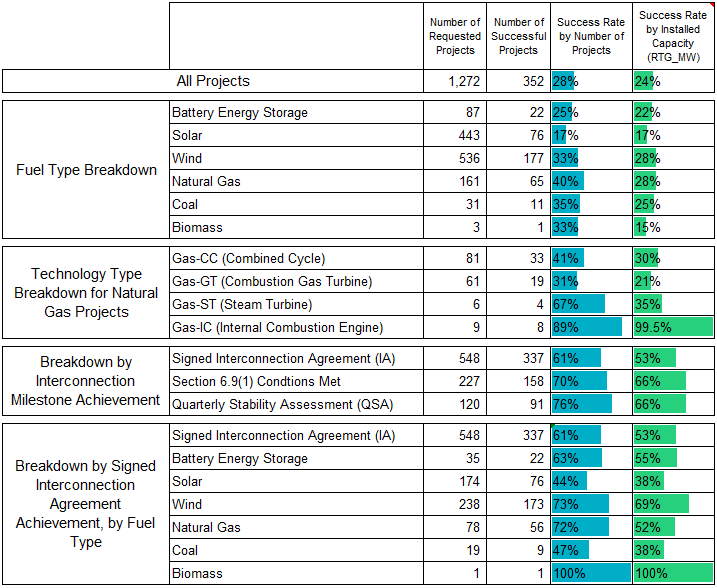 Number of Requested Projects Number of Successful Projects Success Rate by Number of Projects Success Rate by Installed Capacity (RTG_MW)
All Projects 1,272 352 28% 24%
Fuel Type Breakdown
Battery Energy Storage 87 22 25% 22%
Solar 443 76 17% 17%
Wind 536 177 33% 28%
Natural Gas 161 65 40% 28%
Coal 31 11 35% 25%
Biomass 3 1 33% 15%
Technology Type
Breakdown for Natural
Gas Projects
Gas-CC (Combined Cycle) 81 33 41% 30%
Gas-GT (Combustion Gas Turbine) 61 19 31% 21%
Gas-ST (Steam Turbine) 6 4 67% 35%
Gas-IC (Internal Combustion Engine) 9 8 89% 99.5%
Breakdown by
Interconnection
Milestone Achievement
Signed Interconnection Agreement (IA) 548 337 61% 53%
Section 6.9(1) Condtions Met 227 158 70% 66%
Quarterly Stability Assessment (QSA) 120 91 76% 66%
Breakdown by Signed
Interconnection
Agreement
Achievement, by Fuel
Type
Signed Interconnection Agreement (IA) 548 337 61% 53%
Battery Energy Storage 35 22 63% 55%
Solar 174 76 44% 38%
Wind 238 173 73% 69%
Natural Gas 78 56 72% 52%
Coal 19 9 47% 38%
Biomass 1 1 100% 100%